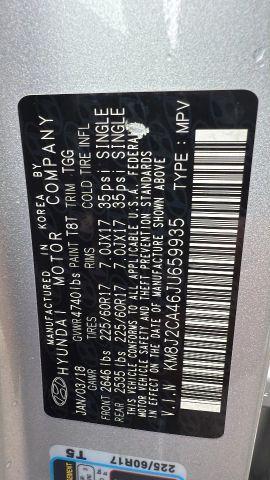 MANUFACTURED IN KOREA BY
HYUNDAI MOTOR COMPANY
JAN/03/18 GVWR 4740 lbs PAINT T8T TRIM TGG
GAWR TIRES RIMS COLD TIRE INFL
FRONT 2646 lbs 225/60R17 7.0JX17 35psi SINGLE
REAR 2535 lbs 225/60R17 7.0JX17 35psi SINGLE
THIS VEHICLE CONFORMS TO ALL APPLICABLE U.S.A. FEDERAL
MOTOR VEHICLE SAFETY AND THEFT PREVENTION STANDARDS
IN EFFECT ON THE DATE OF MANUFACTURE SHOWN ABOVE
V.I.N KM8J2CA46JU659935 TYPE: MPV
225/60R17
T5